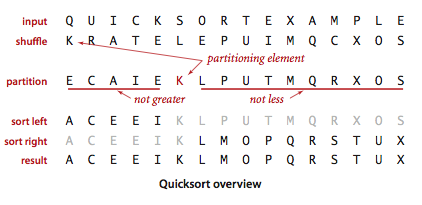 input Q U I C K S O R T E X A M P L E
shuffle K R A T E L E P U I M Q C X O S
partitioning element
partition E C A I E K L P U T M Q R X O S
not greater not less
sort left A C E E I K L P U T M Q R X O S
sort right A C E E I K L M O P Q R S T U X
result A C E E I K L M O P Q R S T U X
Quicksort overview